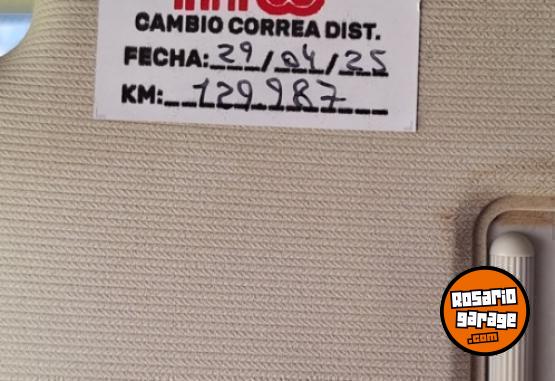 CAMBIO CORREA DIST.
FECHA: 29/04/25
KM: 129987
Rosario
garage
.com